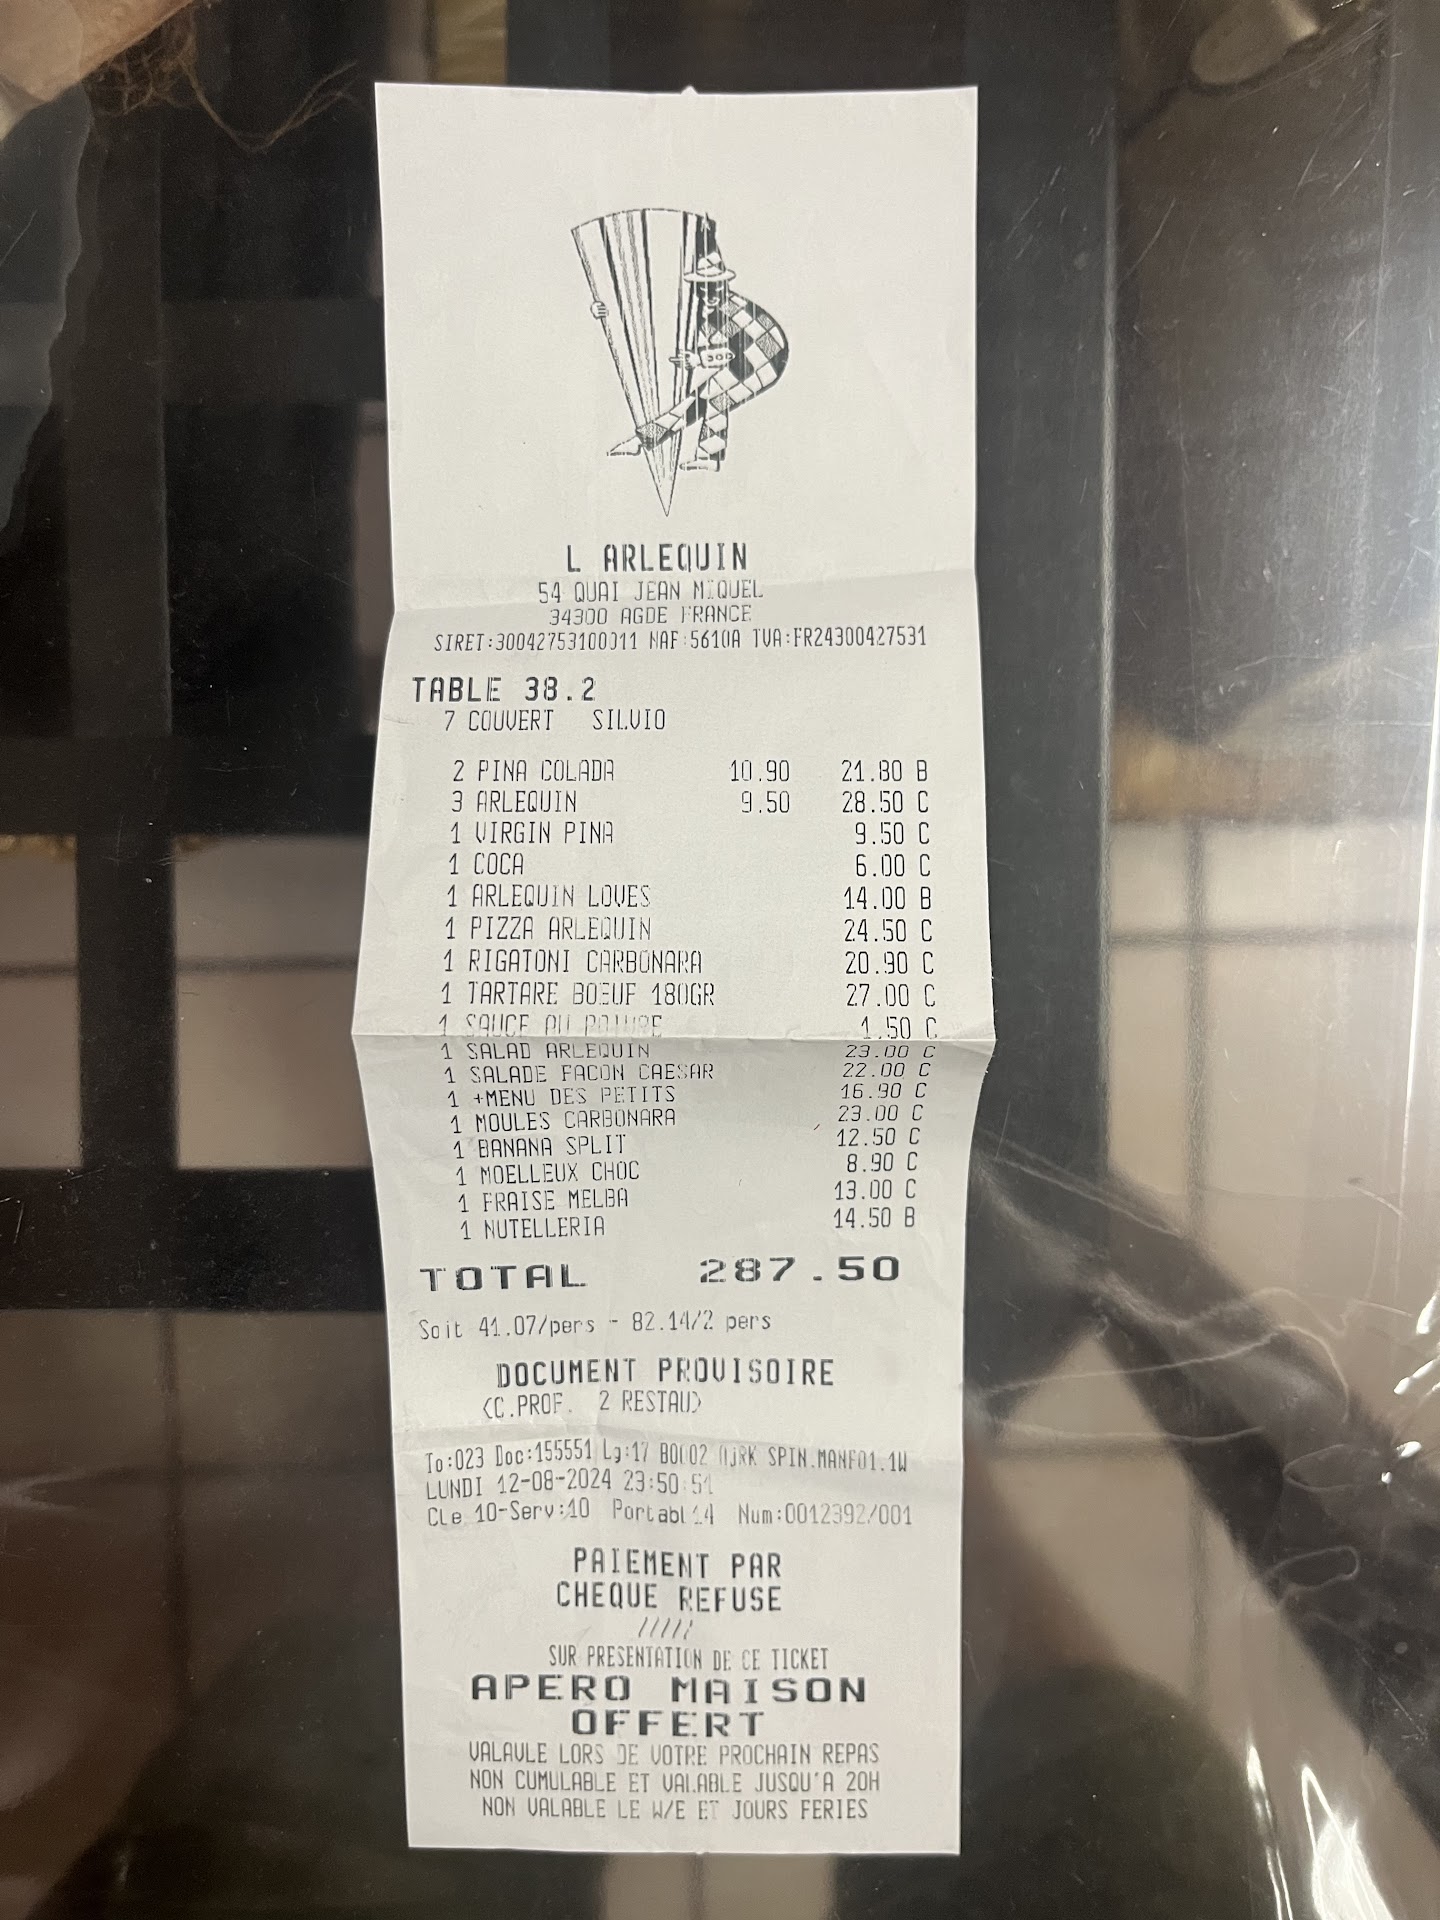 L ARLEQUIN
54 QUAI JEAN MIQUEL
34300 AGDE FRANCE
SIRET:30042753100011 NAF:5610A TVA:FR24300427531
TABLE 38.2
7 COUVERT SILVIO
2 PINA COLADA 10.90 21.80 B
3 ARLEQUIN 9.50 28.50 C
1 VIRGIN PINA 9.50 C
1 COCA 6.00 C
1 ARLEQUIN LOVES 14.00 B
1 PIZZA ARLEQUIN 24.50 C
1 RIGATONI CARBONARA 20.90 C
1 TARTARE BOEUF 180GR 27.00 C
1 SAUCE AU POIVRE 1.50 C
1 SALAD ARLEQUIN 23.00 C
1 SALADE FACON CAESAR 22.00 C
1 +MENU DES PETITS 16.90 C
1 MOULES CARBONARA 23.00 C
1 BANANA SPLIT 12.50 C
1 MOELLEUX CHOC 8.90 C
1 FRAISE MELBA 13.00 C
1 NUTELLERIA 14.50 B
TOTAL 287.50
Soit 41.07/pers - 82.14/2 pers
DOCUMENT PROVISOIRE
(C.PROF. 2 RESTAU)
To:023 Doc:155551 Lg:17 SPIN.MANF01.1W
LUNDI 12-08-2024 23:50:51
Cle 10-Serv:10 Portabl 14 Num:0012392/001
PAIEMENT PAR
CHEQUE REFUSE
/////
SUR PRESENTATION DE CE TICKET
APERO MAISON
OFFERT
VALAVLE LORS DE VOTRE PROCHAIN REPAS
NON CUMULABLE ET VALABLE JUSQU'A 20H
NON VALABLE LE W/E ET JOURS FERIES